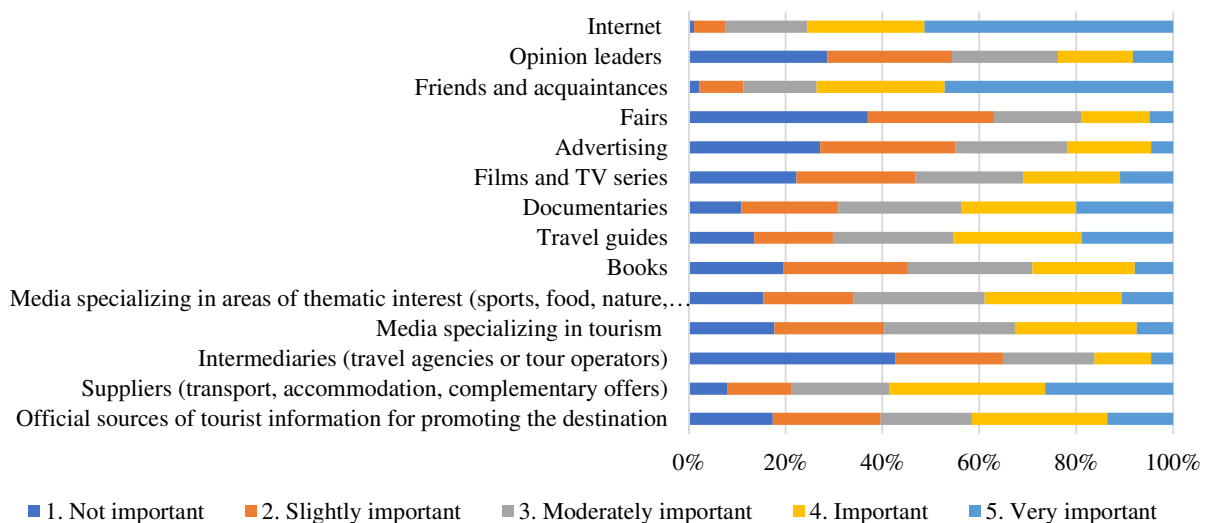 Internet
Opinion leaders
Friends and acquaintances
Fairs
Advertising
Films and TV series
Documentaries
Travel guides
Books
Media specializing in areas of thematic interest (sports, food, nature,…
Media specializing in tourism
Intermediaries (travel agencies or tour operators)
Suppliers (transport, accommodation, complementary offers)
Official sources of tourist information for promoting the destination
0% 20% 40% 60% 80% 100%
1. Not important 2. Slightly important 3. Moderately important 4. Important 5. Very important